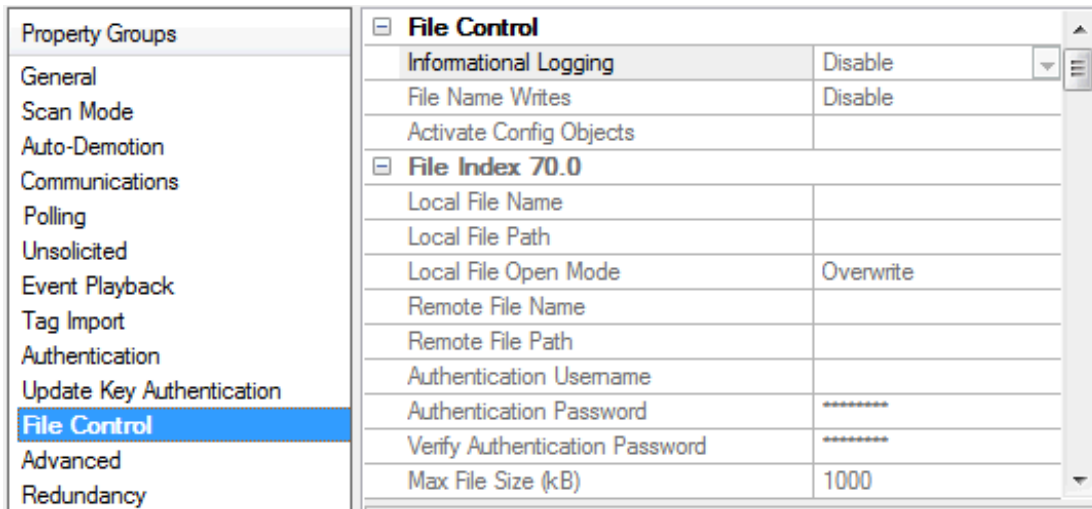 Property Groups
General
Scan Mode
Auto-Demotion
Communications
Polling
Unsolicited
Event Playback
Tag Import
Authentication
Update Key Authentication
File Control
Advanced
Redundancy
File Control
Informational Logging Disable
File Name Writes Disable
Activate Config Objects
File Index 70.0
Local File Name
Local File Path
Local File Open Mode Overwrite
Remote File Name
Remote File Path
Authentication Username
Authentication Password ********
Verify Authentication Password ********
Max File Size (kB) 1000